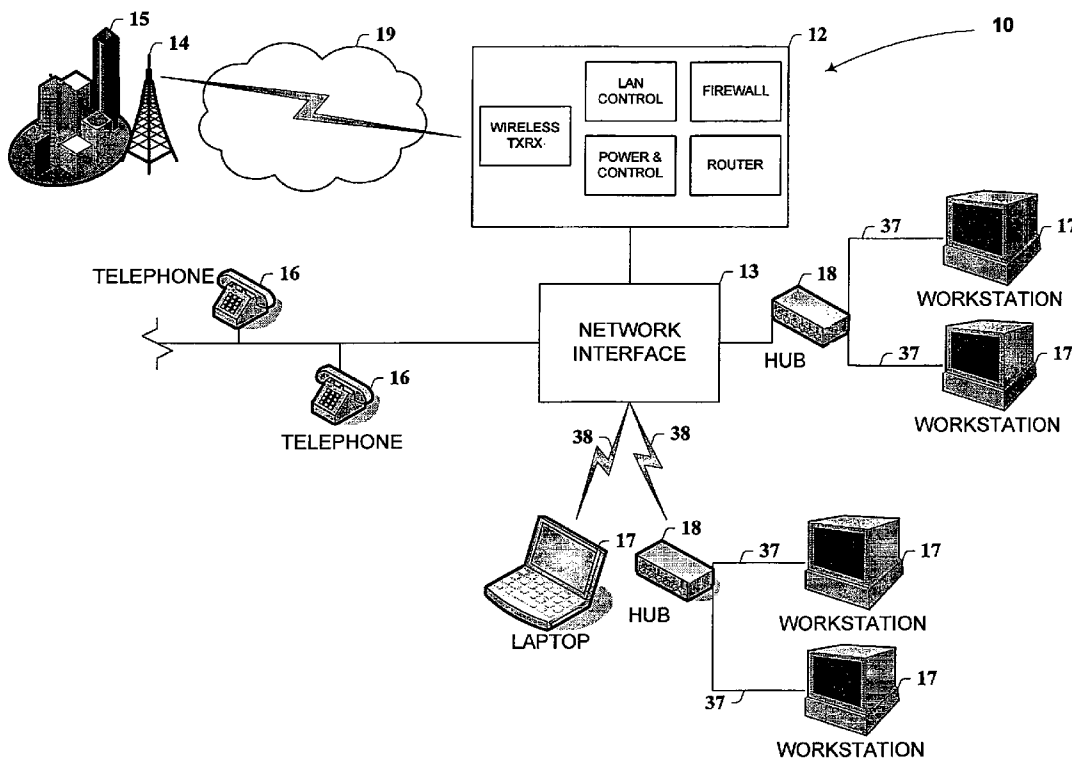 15
14
19
12
10
LAN
CONTROL
FIREWALL
WIRELESS
TXRX
POWER &
CONTROL
ROUTER
37
17
WORKSTATION
TELEPHONE
16
13
18
NETWORK
INTERFACE
HUB
37
17
WORKSTATION
16
TELEPHONE
38
38
17
LAPTOP
18
HUB
37
17
WORKSTATION
37
17
WORKSTATION